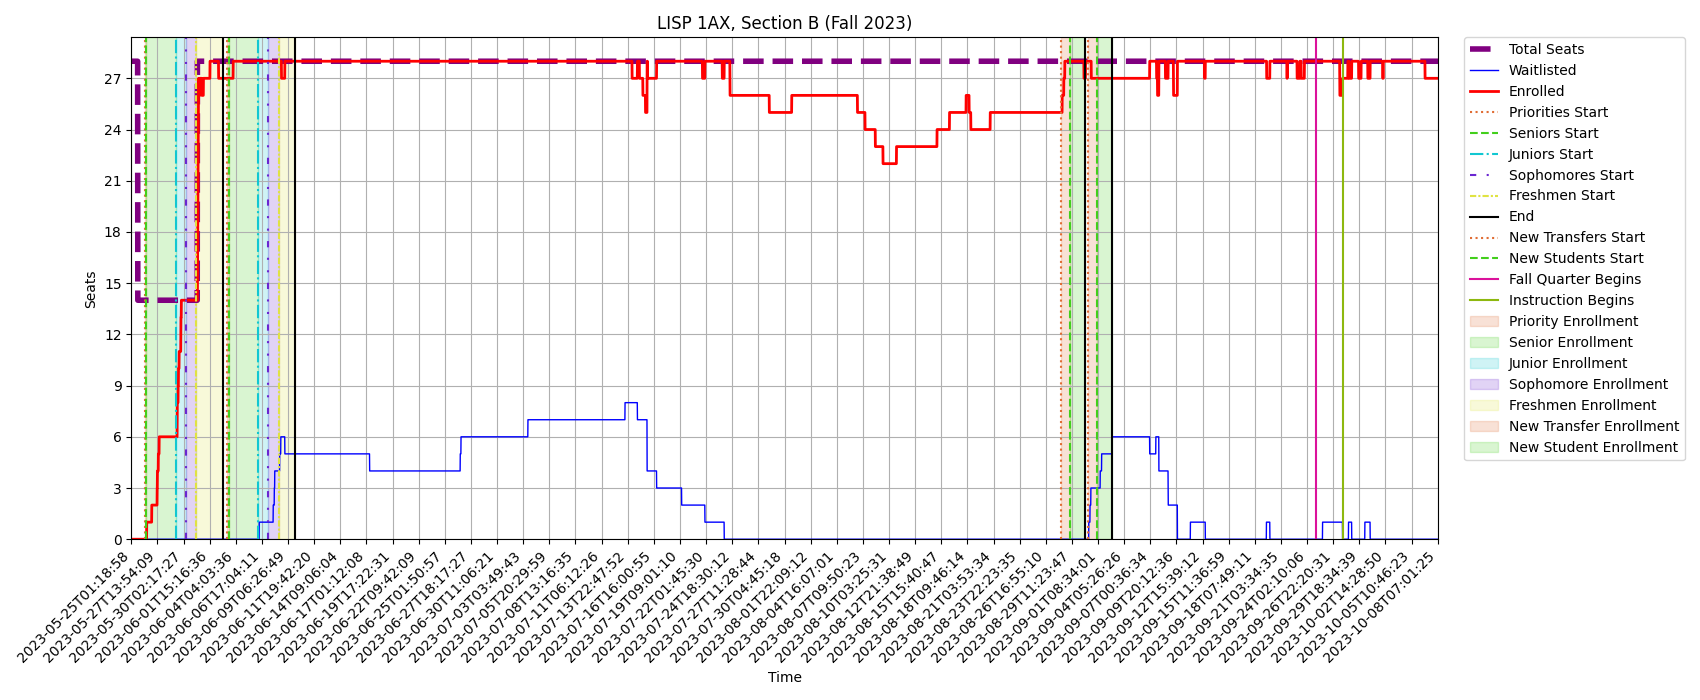 LISP 1AX, Section B (Fall 2023)
Seats
27
24
21
18
15
12
9
6
3
0
2023-05-25T01:18:58
2023-05-27T13:54:09
2023-05-30T02:17:27
2023-06-01T15:16:36
2023-06-04T04:03:36
2023-06-06T17:04:11
2023-06-09T06:26:49
2023-06-11T19:42:20
2023-06-14T09:06:04
2023-06-17T01:12:08
2023-06-19T17:22:31
2023-06-22T09:42:09
2023-06-25T01:50:57
2023-06-27T18:17:27
2023-06-30T11:06:21
2023-07-03T03:49:43
2023-07-05T20:29:59
2023-07-08T13:16:35
2023-07-11T06:12:26
2023-07-13T22:47:52
2023-07-16T16:00:55
2023-07-19T09:01:10
2023-07-22T01:45:30
2023-07-24T18:30:12
2023-07-27T11:28:44
2023-07-30T04:45:18
2023-08-01T22:09:12
2023-08-04T16:07:01
2023-08-07T09:50:23
2023-08-10T03:25:31
2023-08-12T21:38:49
2023-08-15T15:40:47
2023-08-18T09:46:14
2023-08-21T03:53:34
2023-08-23T22:23:35
2023-08-26T16:55:10
2023-08-29T11:23:47
2023-09-01T08:34:01
2023-09-04T05:26:26
2023-09-07T00:36:34
2023-09-09T20:12:36
2023-09-12T15:39:12
2023-09-15T11:36:59
2023-09-18T07:49:11
2023-09-21T03:34:35
2023-09-24T02:10:06
2023-09-26T22:20:31
2023-09-29T18:34:39
2023-10-02T14:28:50
2023-10-05T10:46:23
2023-10-08T07:01:25
Time
Total Seats
Waitlisted
Enrolled
Priorities Start
Seniors Start
Juniors Start
Sophomores Start
Freshmen Start
End
New Transfers Start
New Students Start
Fall Quarter Begins
Instruction Begins
Priority Enrollment
Senior Enrollment
Junior Enrollment
Sophomore Enrollment
Freshmen Enrollment
New Transfer Enrollment
New Student Enrollment